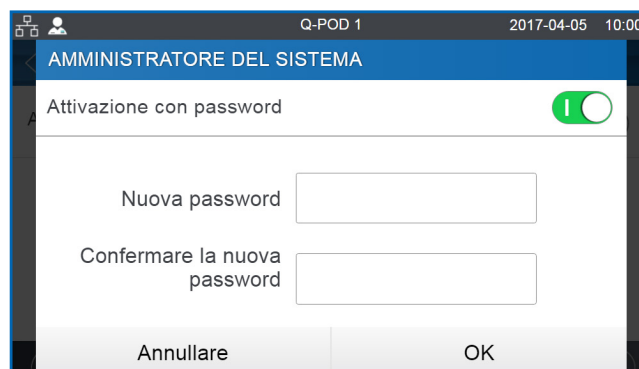 Q-POD 1 2017-04-05 10:00
AMMINISTRATORE DEL SISTEMA
Attivazione con password
Nuova password
Confermare la nuova
password
Annullare OK